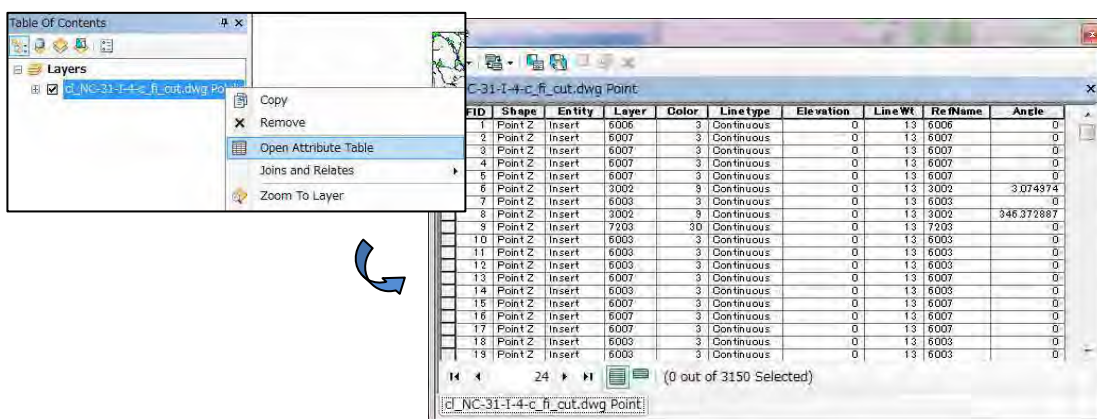 Table Of Contents
Layers
cl_NC-31-I-4-c_fi_cut.dwg Point
Copy
Remove
Open Attribute Table
Joins and Relates
Zoom To Layer
C-31-I-4-c_fi_cut.dwg Point
FID Shape Entity Layer Color Linetype Elevation LineWt RefName Angle
1 Point Z Insert 6006 3 Continuous 0 13 6006 0
2 Point Z Insert 6007 3 Continuous 0 13 6007 0
3 Point Z Insert 6007 3 Continuous 0 13 6007 0
4 Point Z Insert 6007 3 Continuous 0 13 6007 0
5 Point Z Insert 6007 3 Continuous 0 13 6007 0
6 Point Z Insert 3002 9 Continuous 0 13 3002 3.074974
7 Point Z Insert 6003 3 Continuous 0 13 6003 0
8 Point Z Insert 3002 9 Continuous 0 13 3002 346.372887
9 Point Z Insert 7203 30 Continuous 0 13 7203 0
10 Point Z Insert 6003 3 Continuous 0 13 6003 0
11 Point Z Insert 6003 3 Continuous 0 13 6003 0
12 Point Z Insert 6003 3 Continuous 0 13 6003 0
13 Point Z Insert 6007 3 Continuous 0 13 6007 0
14 Point Z Insert 6003 3 Continuous 0 13 6003 0
15 Point Z Insert 6007 3 Continuous 0 13 6007 0
16 Point Z Insert 6007 3 Continuous 0 13 6007 0
17 Point Z Insert 6007 3 Continuous 0 13 6007 0
18 Point Z Insert 6003 3 Continuous 0 13 6003 0
19 Point Z Insert 6003 3 Continuous 0 13 6003 0
24 (0 out of 3150 Selected)
cl_NC-31-I-4-c_fi_cut.dwg Point